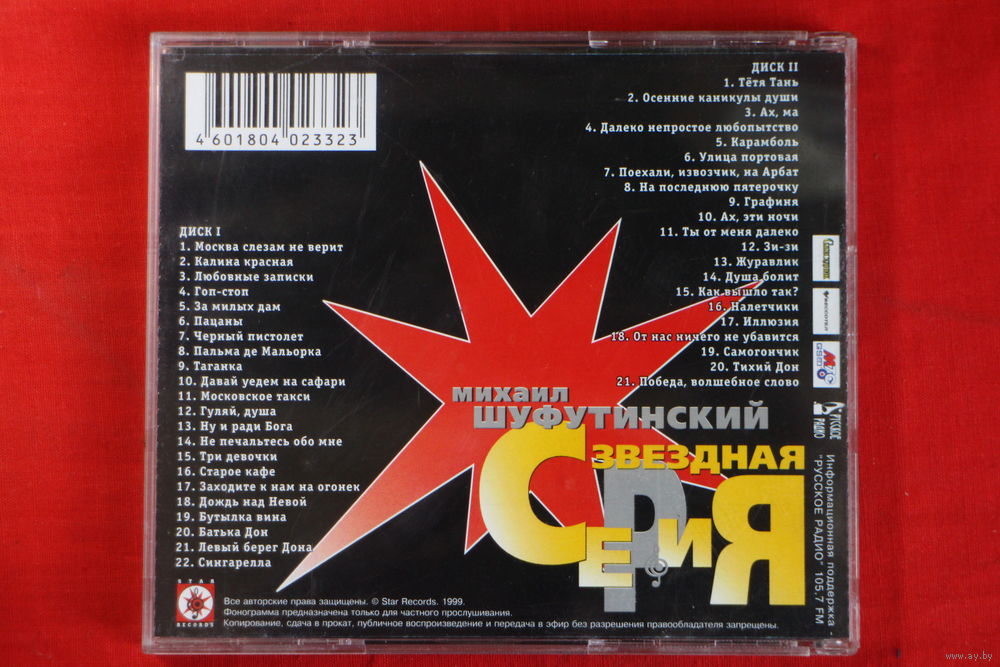 4 601804 023323
ДИСК I
1. Москва слезам не верит
2. Калина красная
3. Любовные записки
4. Гоп-стоп
5. За милых дам
6. Пацаны
7. Черный пистолет
8. Пальма де Мальорка
9. Таганка
10. Давай уедем на сафари
11. Московское такси
12. Гуляй, душа
13. Ну и ради Бога
14. Не печальтесь обо мне
15. Три девочки
16. Старое кафе
17. Заходите к нам на огонек
18. Дождь над Невой
19. Бутылка вина
20. Батька Дон
21. Левый берег Дона
22. Сингарелла
ДИСК II
1. Тётя Тань
2. Осенние каникулы души
3. Ах, ма
4. Далеко непростое любопытство
5. Карамболь
6. Улица портовая
7. Поехали, извозчик, на Арбат
8. На последнюю пятерочку
9. Графиня
10. Ах, эти ночи
11. Ты от меня далеко
12. Зи-зи
13. Журавлик
14. Душа болит
15. Как вышло так?
16. Налетчики
17. Иллюзия
18. От нас ничего не убавится
19. Самогончик
20. Тихий Дон
21. Победа, волшебное слово
МИХАИЛ
ШУФУТИНСКИЙ
ЗВЕЗДНАЯ
СЕРИЯ
РУССКОЕ
РАДИО
Информационная поддержка -
"РУССКОЕ РАДИО" 105,7 FM
STAR
RECORDS
Все авторские права защищены. © Star Records. 1999.
Фонограмма предназначена только для частного прослушивания.
Копирование, сдача в прокат, публичное воспроизведение и передача в эфир без разрешения правообладателя запрещены.
www.ay.by